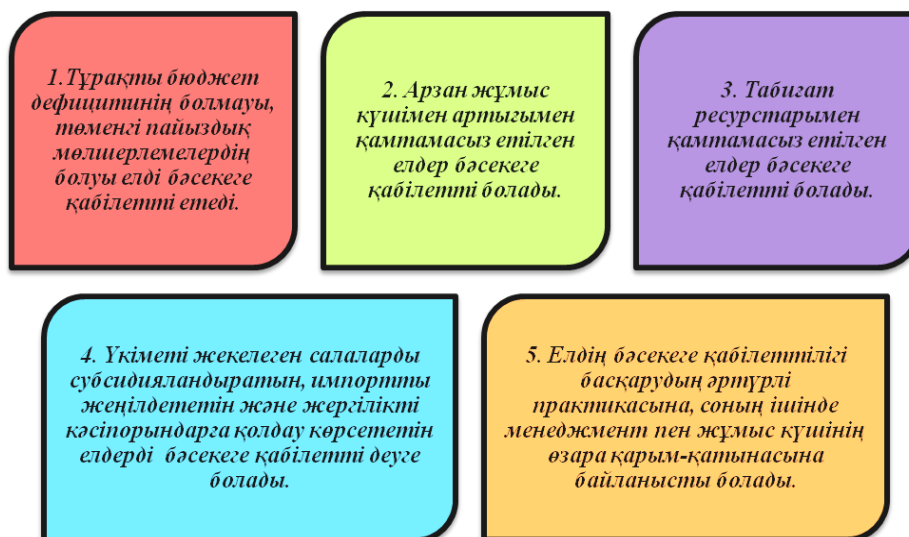 1.Тұрақты бюджет
дефицитінің болмауы,
төменгі пайыздық
мөлшерлемелердің
болуы елді бәсекеге
қабілетті етеді.
2. Арзан жұмыс
күшімен артығымен
қамтамасыз етілген
елдер бәсекеге
қабілетті болады.
3. Табиғат
ресурстарымен
қамтамасыз етілген
елдер бәсекеге
қабілетті болады.
4. Үкіметі жекелеген салаларды
субсидияландыратын, импортты
жеңілдететін және жергілікті
кәсіпорындарға қолдау көрсететін
елдерді бәсекеге қабілетті деуге
болады.
5. Елдің бәсекеге қабілеттілігі
басқарудың әртүрлі
практикасына, соның ішінде
менеджмент пен жұмыс күшінің
өзара қарым-қатынасына
байланысты болады.